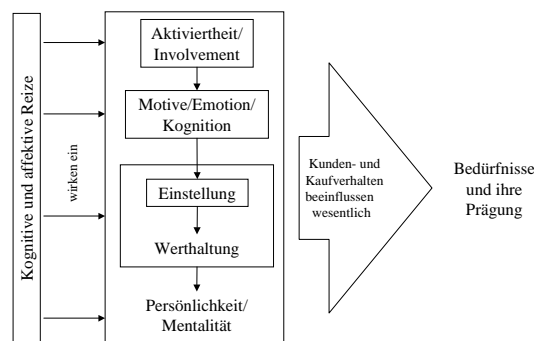 Kognitive und affektive Reize
wirken ein
Aktiviertheit/
Involvement
Motive/Emotion/
Kognition
Einstellung
Werthaltung
Persönlichkeit/
Mentalität
Kunden- und
Kaufverhalten
beeinflussen
wesentlich
Bedürfnisse
und ihre
Prägung